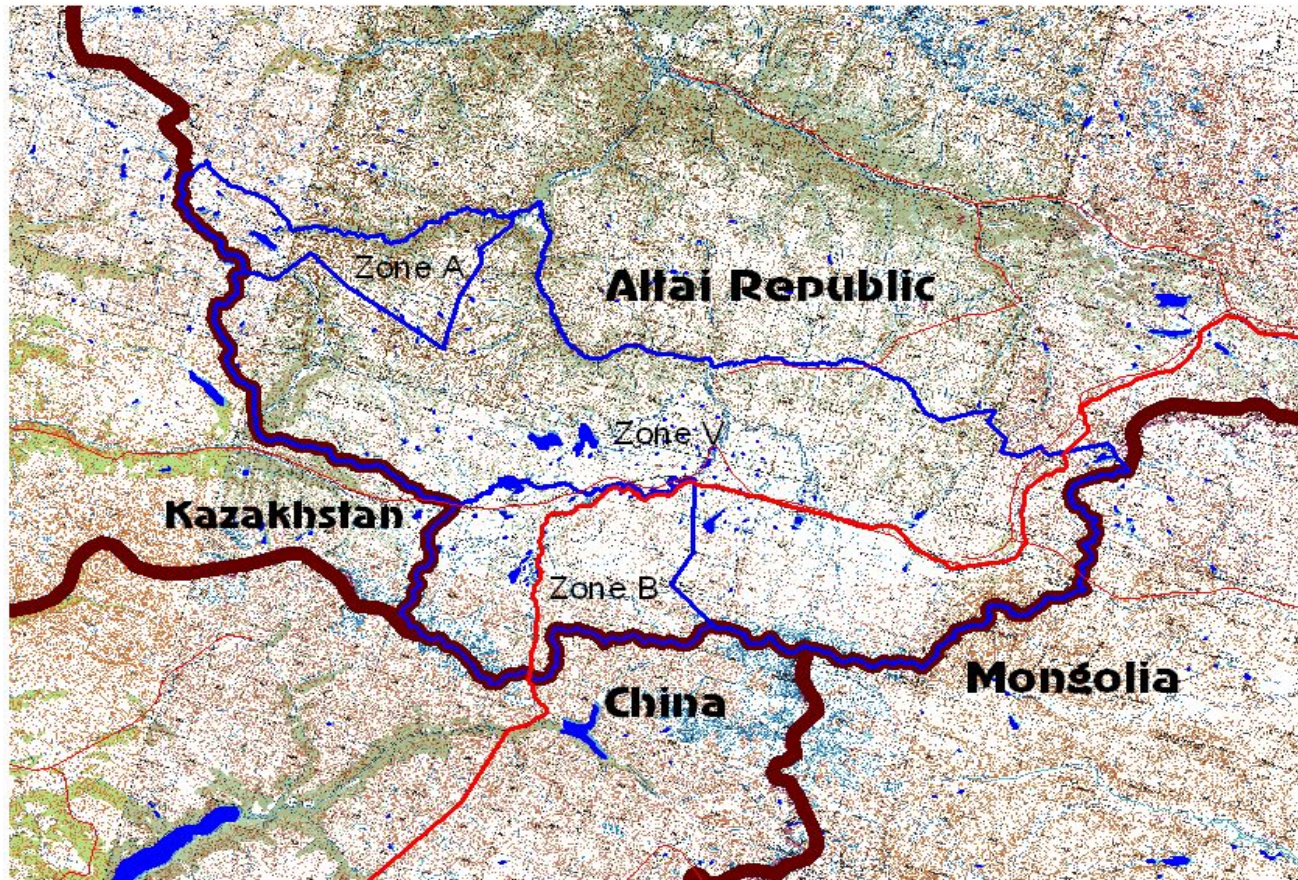 Zone A
Altai Republic
Zone V
Kazakhstan
Zone B
Mongolia
China